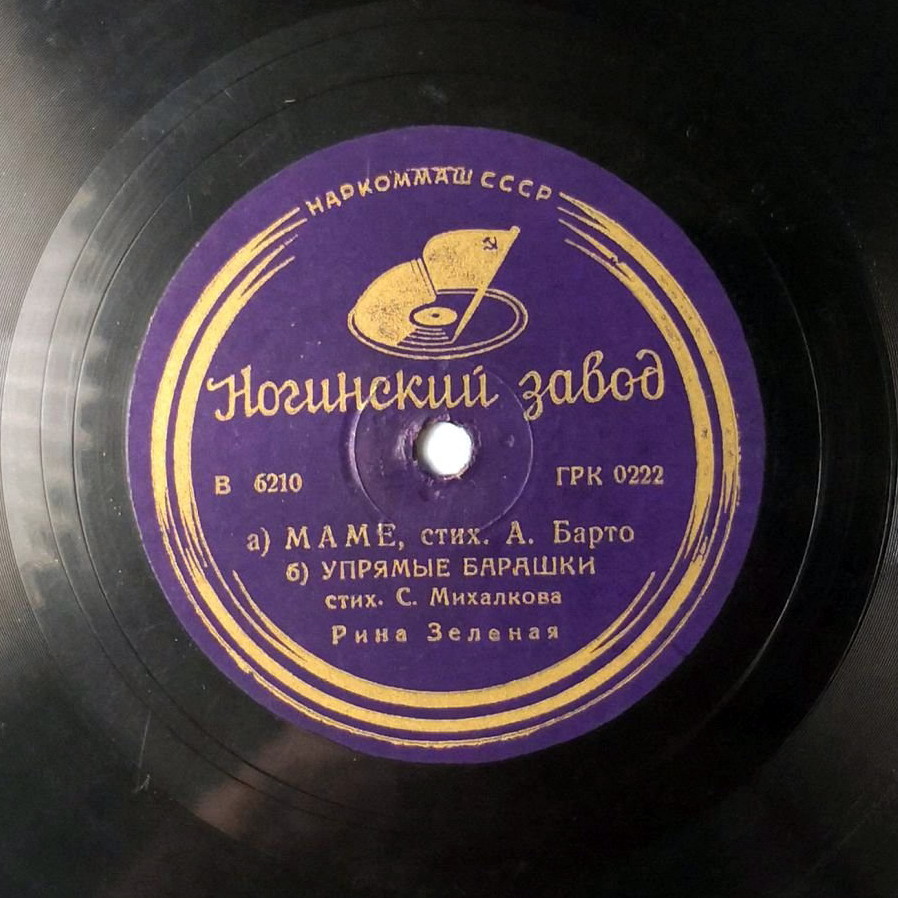 НАРКОММАШ СССР
Ногинский завод
В 6210 ГРК 0222
а) МАМЕ, стих. А. Барто
б) УПРЯМЫЕ БАРАШКИ
стих. С. Михалкова
Рина Зеленая